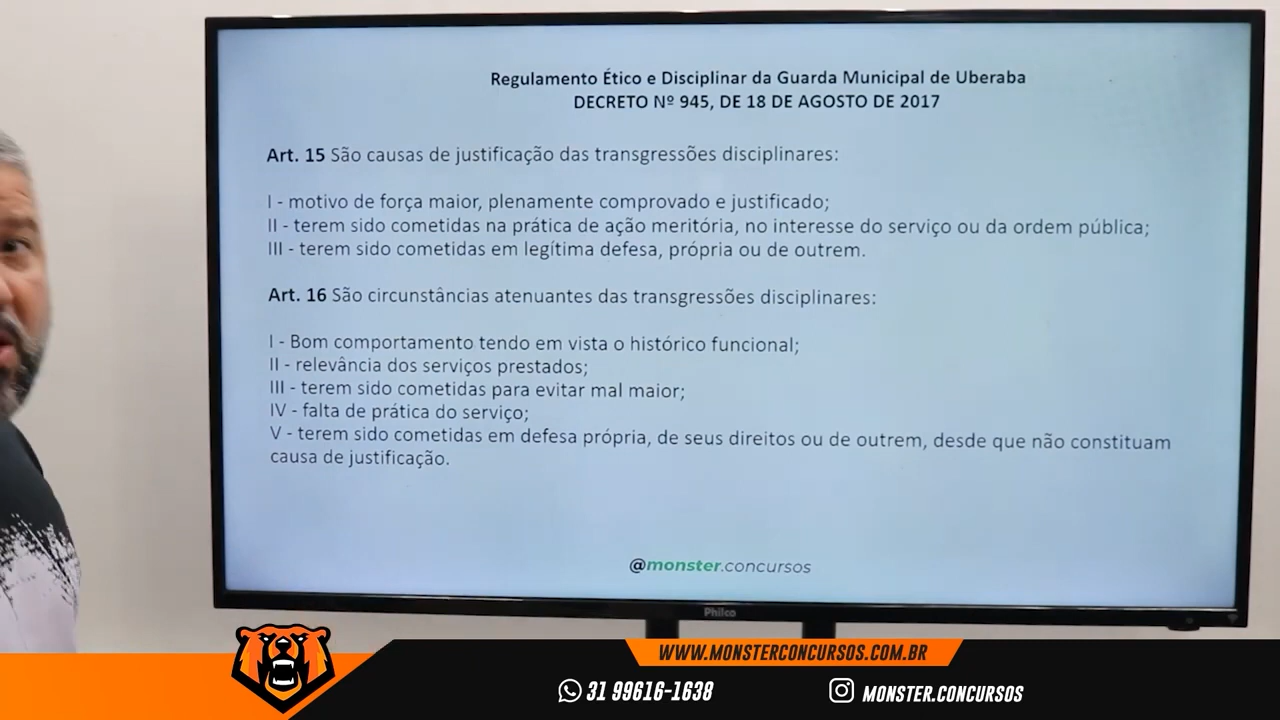 Regulamento Ético e Disciplinar da Guarda Municipal de Uberaba
DECRETO Nº 945, DE 18 DE AGOSTO DE 2017
Art. 15 São causas de justificação das transgressões disciplinares:
I - motivo de força maior, plenamente comprovado e justificado;
II - terem sido cometidas na prática de ação meritória, no interesse do serviço ou da ordem pública;
III - terem sido cometidas em legítima defesa, própria ou de outrem.
Art. 16 São circunstâncias atenuantes das transgressões disciplinares:
I - Bom comportamento tendo em vista o histórico funcional;
II - relevância dos serviços prestados;
III - terem sido cometidas para evitar mal maior;
IV - falta de prática do serviço;
V - terem sido cometidas em defesa própria, de seus direitos ou de outrem, desde que não constituam
causa de justificação.
@monster.concursos
Philco
WWW.MONSTERCONCURSOS.COM.BR
31 99616-1638
MONSTER.CONCURSOS